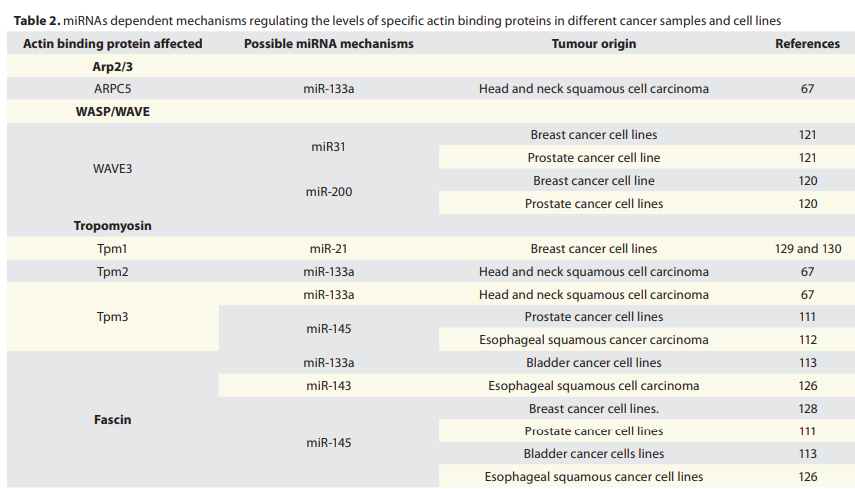 Table 2. miRNAs dependent mechanisms regulating the levels of specific actin binding proteins in different cancer samples and cell lines
Actin binding protein affected Possible miRNA mechanisms Tumour origin References
Arp2/3
ARPC5 miR-133a Head and neck squamous cell carcinoma 67
WASP/WAVE
WAVE3 miR31 Breast cancer cell lines 121
Prostate cancer cell line 121
miR-200 Breast cancer cell line 120
Prostate cancer cell lines 120
Tropomyosin
Tpm1 miR-21 Breast cancer cell lines 129 and 130
Tpm2 miR-133a Head and neck squamous cell carcinoma 67
Tpm3 miR-133a Head and neck squamous cell carcinoma 67
miR-145 Prostate cancer cell lines 111
Esophageal squamous cancer carcinoma 112
Fascin miR-133a Bladder cancer cell lines 113
miR-143 Esophageal squamous cell carcinoma 126
miR-145 Breast cancer cell lines. 128
Prostate cancer cell lines 111
Bladder cancer cells lines 113
Esophageal squamous cancer cell lines 126